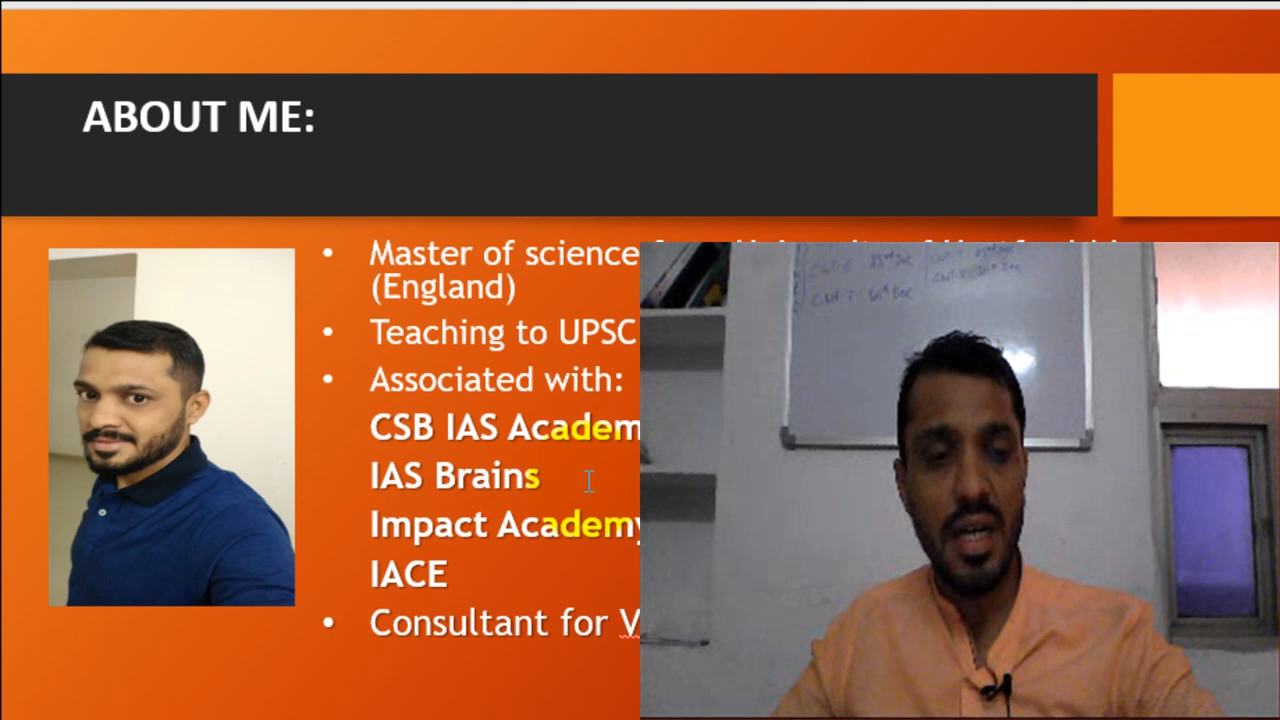 ABOUT ME:
• Master of science
(England)
• Teaching to UPSC
• Associated with:
CSB IAS Academ
IAS Brains
Impact Academy
IACE
• Consultant for V